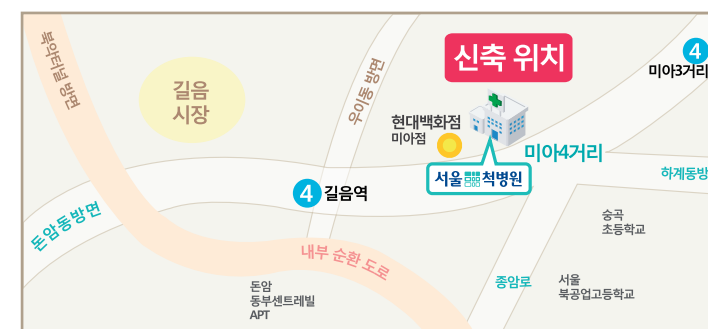 북악터널 방면
길음
시장
우이동 방면
신축 위치
4
미아3거리
현대백화점
미아점
미아4거리
서울척병원
4
길음역
하계동방
돈암동방면
숭곡
초등학교
내부 순환 도로
돈암
동부센트레빌
APT
종암로
서울
북공업고등학교